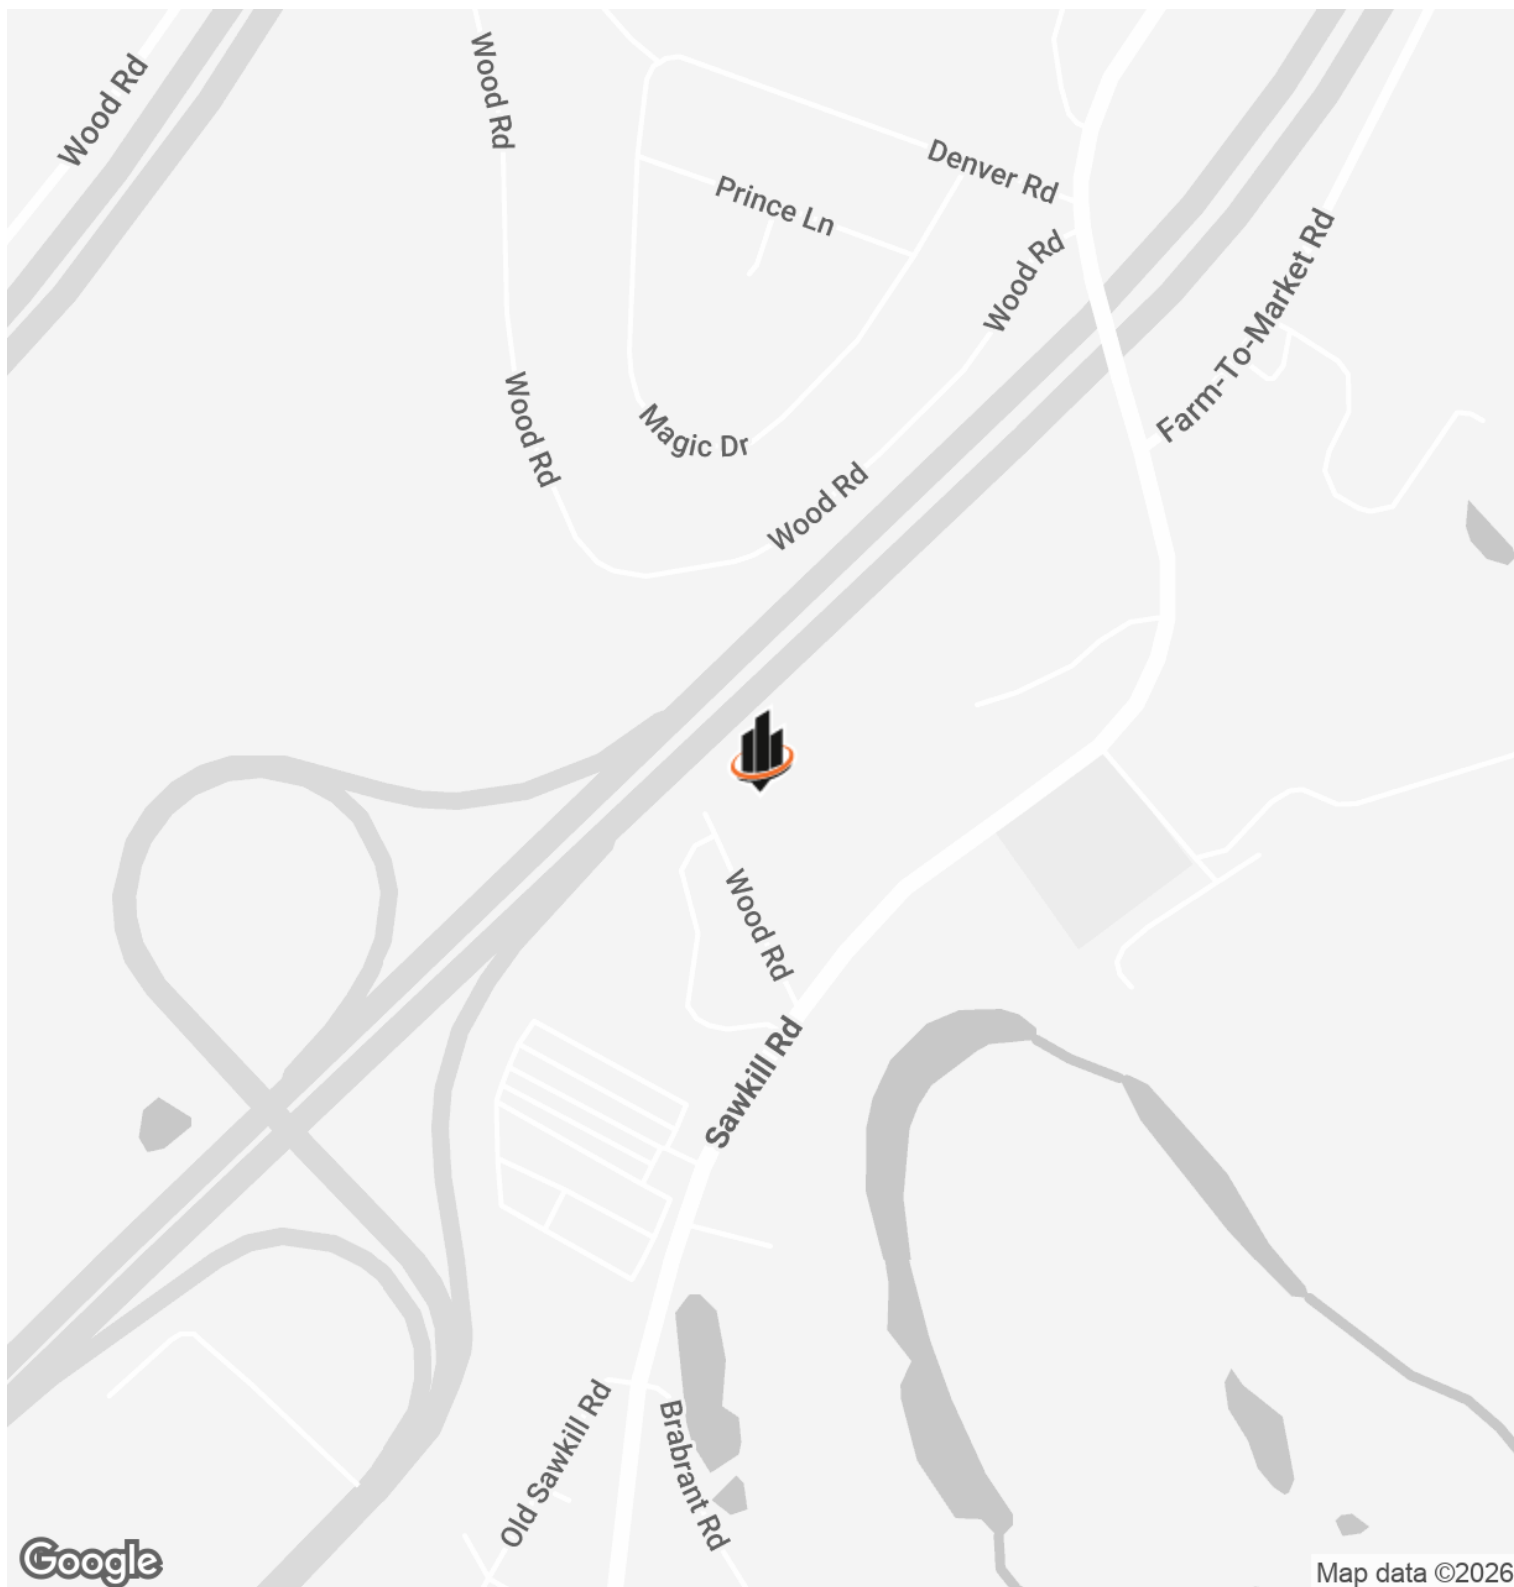 Wood Rd
Wood Rd
Denver Rd
Prince Ln
Wood Rd
Farm-To-Market Rd
Wood Rd
Magic Dr
Wood Rd
Wood Rd
Sawkill Rd
Old Sawkill Rd
Brabrant Rd
Google
Map data ©2026